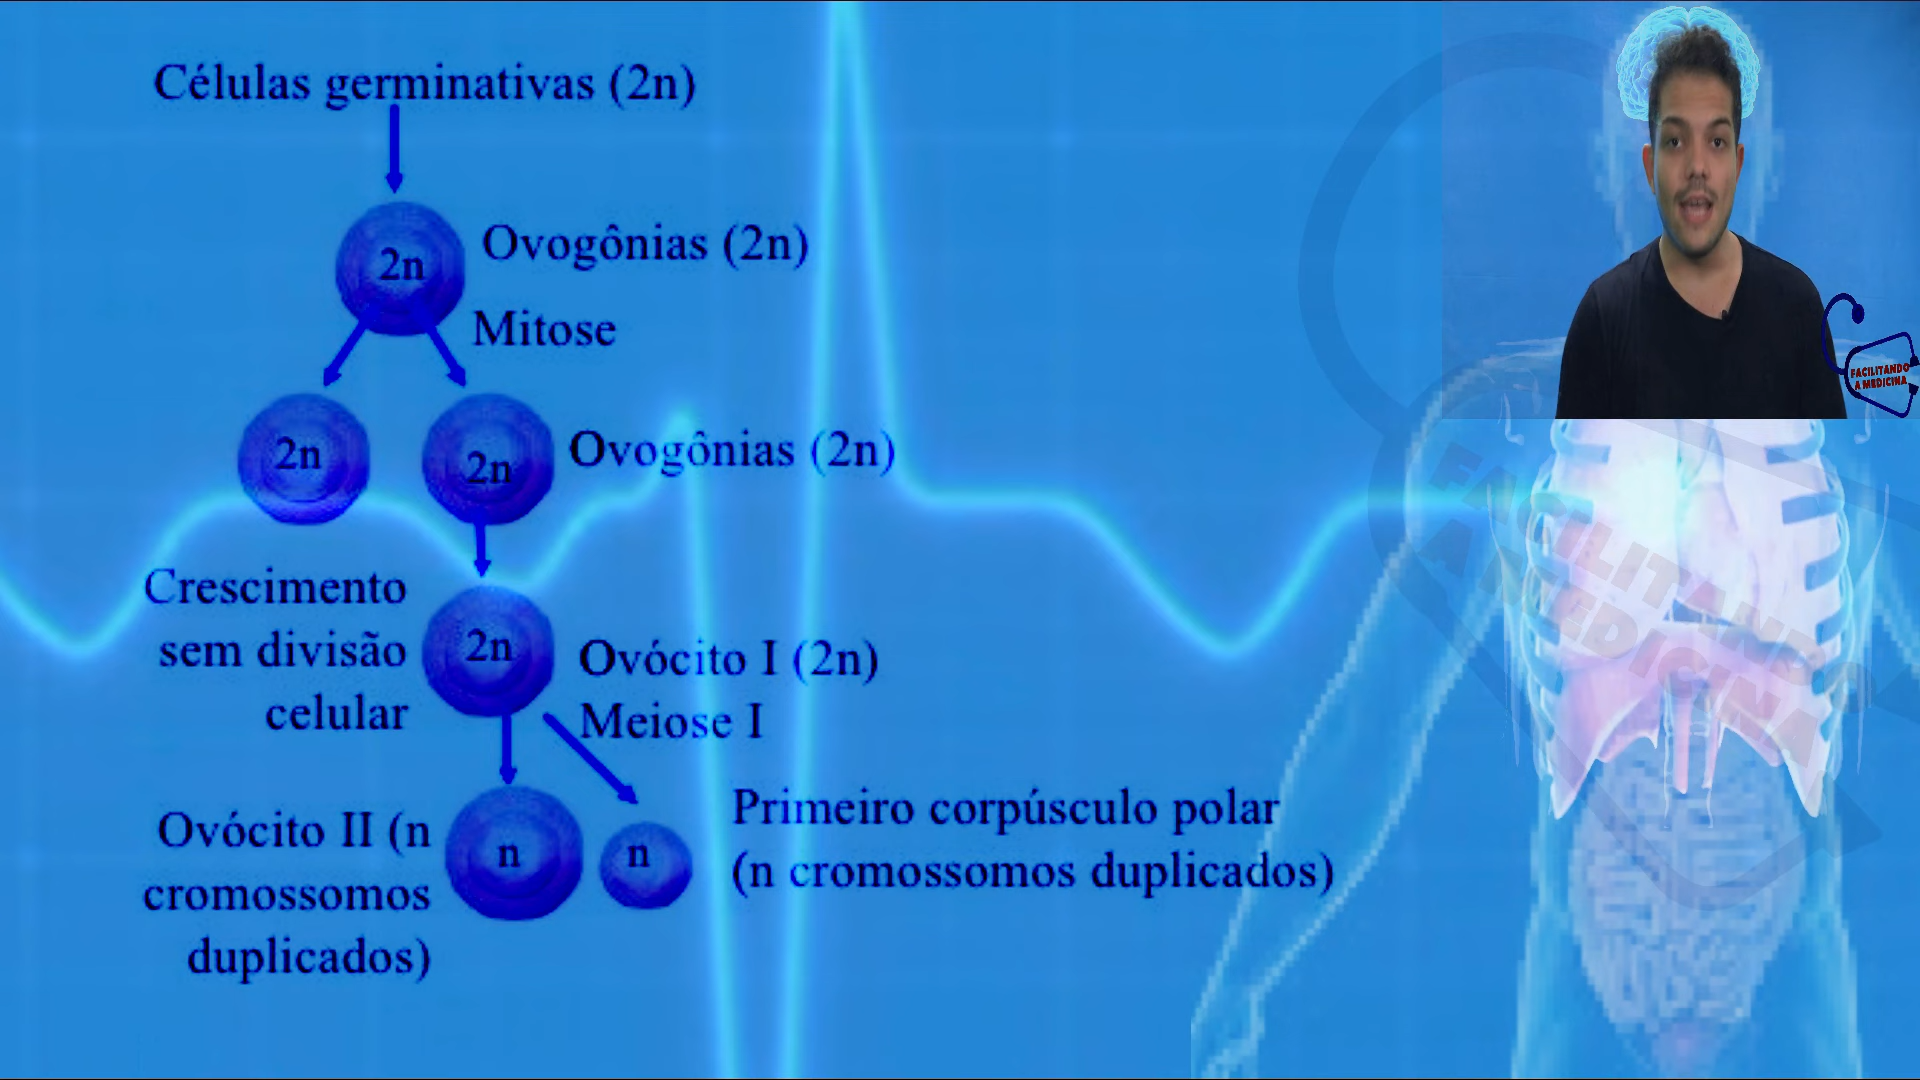 Células germinativas (2n)
2n
Ovogônias (2n)
Mitose
2n
2n
Ovogônias (2n)
Crescimento
sem divisão
celular
2n
Ovócito I (2n)
Meiose I
Ovócito II (n
cromossomos
duplicados)
n
n
Primeiro corpúsculo polar
(n cromossomos duplicados)
FACILITANDO
A MEDICINA
FACILITANDO
A MEDICINA